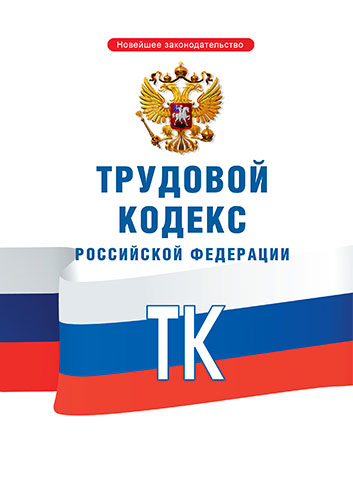 Новейшее законодательство
ТРУДОВОЙ
КОДЕКС
РОССИЙСКОЙ ФЕДЕРАЦИИ
ТК